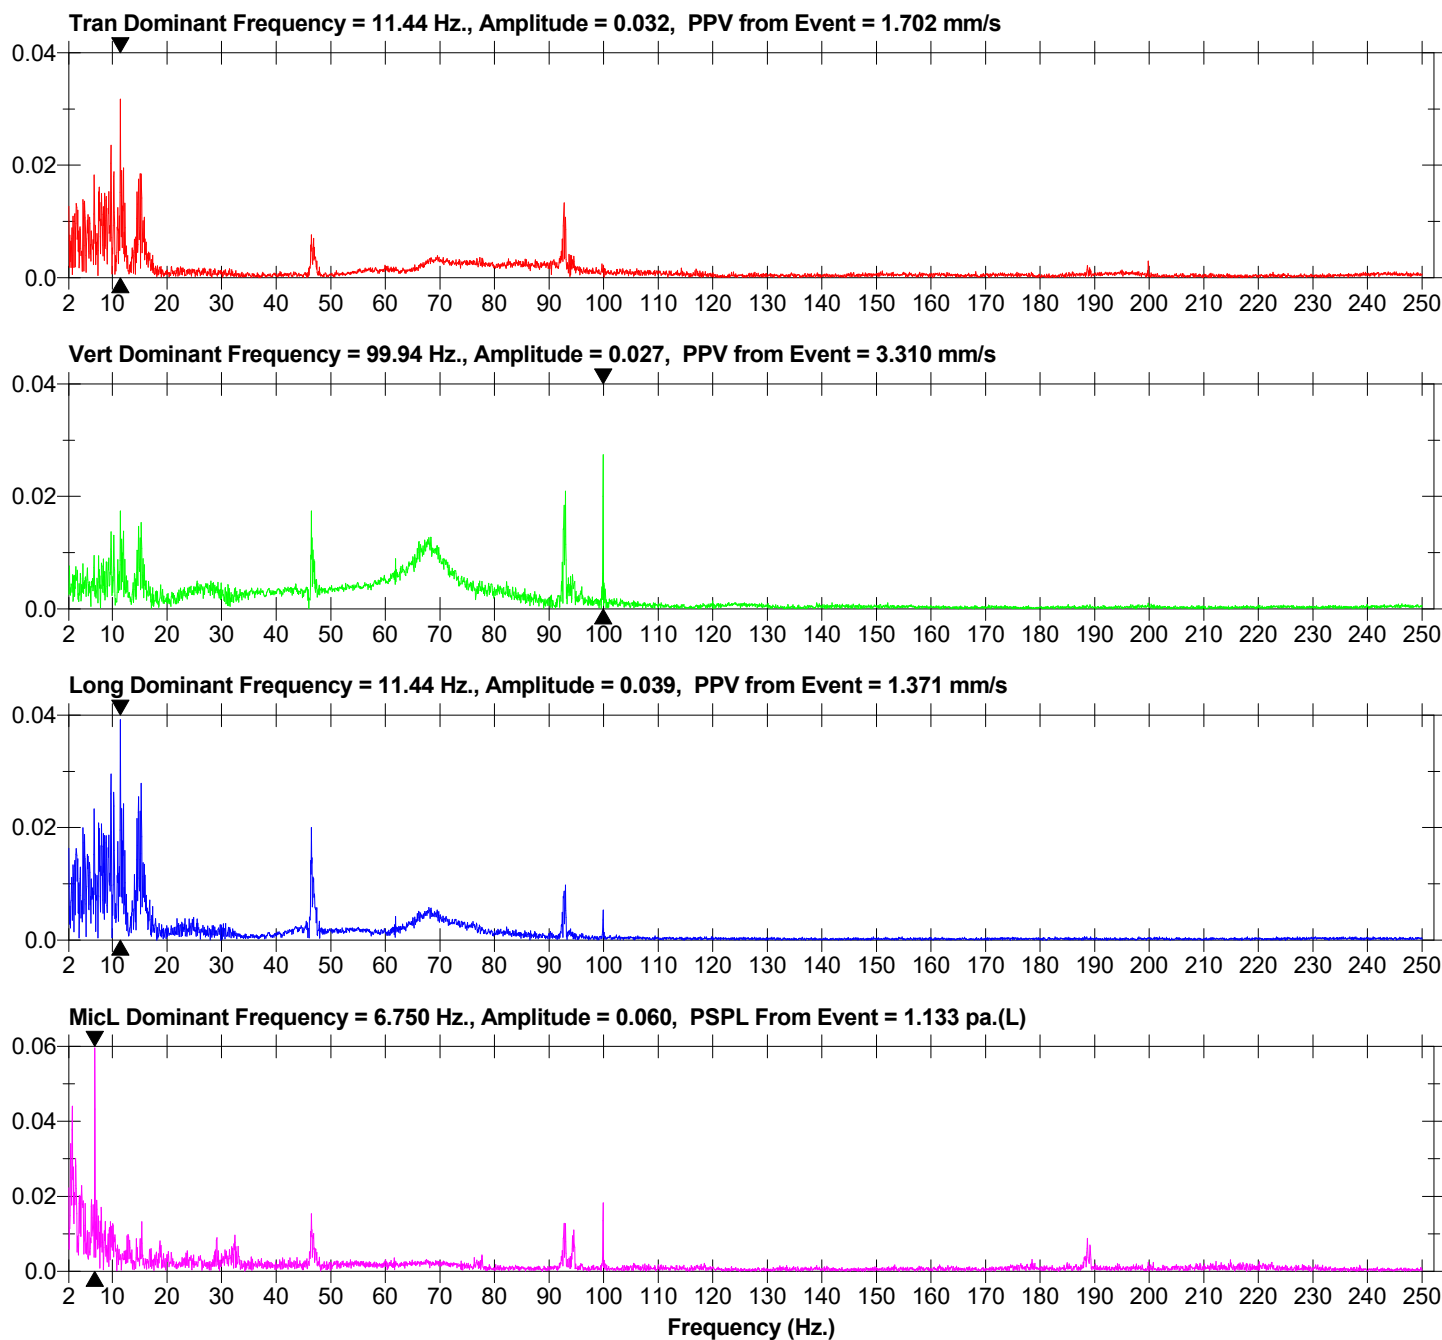 Tran Dominant Frequency = 11.44 Hz., Amplitude = 0.032, PPV from Event = 1.702 mm/s
0.04
0.02
0.0
2 10 20 30 40 50 60 70 80 90 100 110 120 130 140 150 160 170 180 190 200 210 220 230 240 250
Vert Dominant Frequency = 99.94 Hz., Amplitude = 0.027, PPV from Event = 3.310 mm/s
0.04
0.02
0.0
2 10 20 30 40 50 60 70 80 90 100 110 120 130 140 150 160 170 180 190 200 210 220 230 240 250
Long Dominant Frequency = 11.44 Hz., Amplitude = 0.039, PPV from Event = 1.371 mm/s
0.04
0.02
0.0
2 10 20 30 40 50 60 70 80 90 100 110 120 130 140 150 160 170 180 190 200 210 220 230 240 250
MicL Dominant Frequency = 6.750 Hz., Amplitude = 0.060, PSPL From Event = 1.133 pa.(L)
0.06
0.04
0.02
0.0
2 10 20 30 40 50 60 70 80 90 100 110 120 130 140 150 160 170 180 190 200 210 220 230 240 250
Frequency (Hz.)